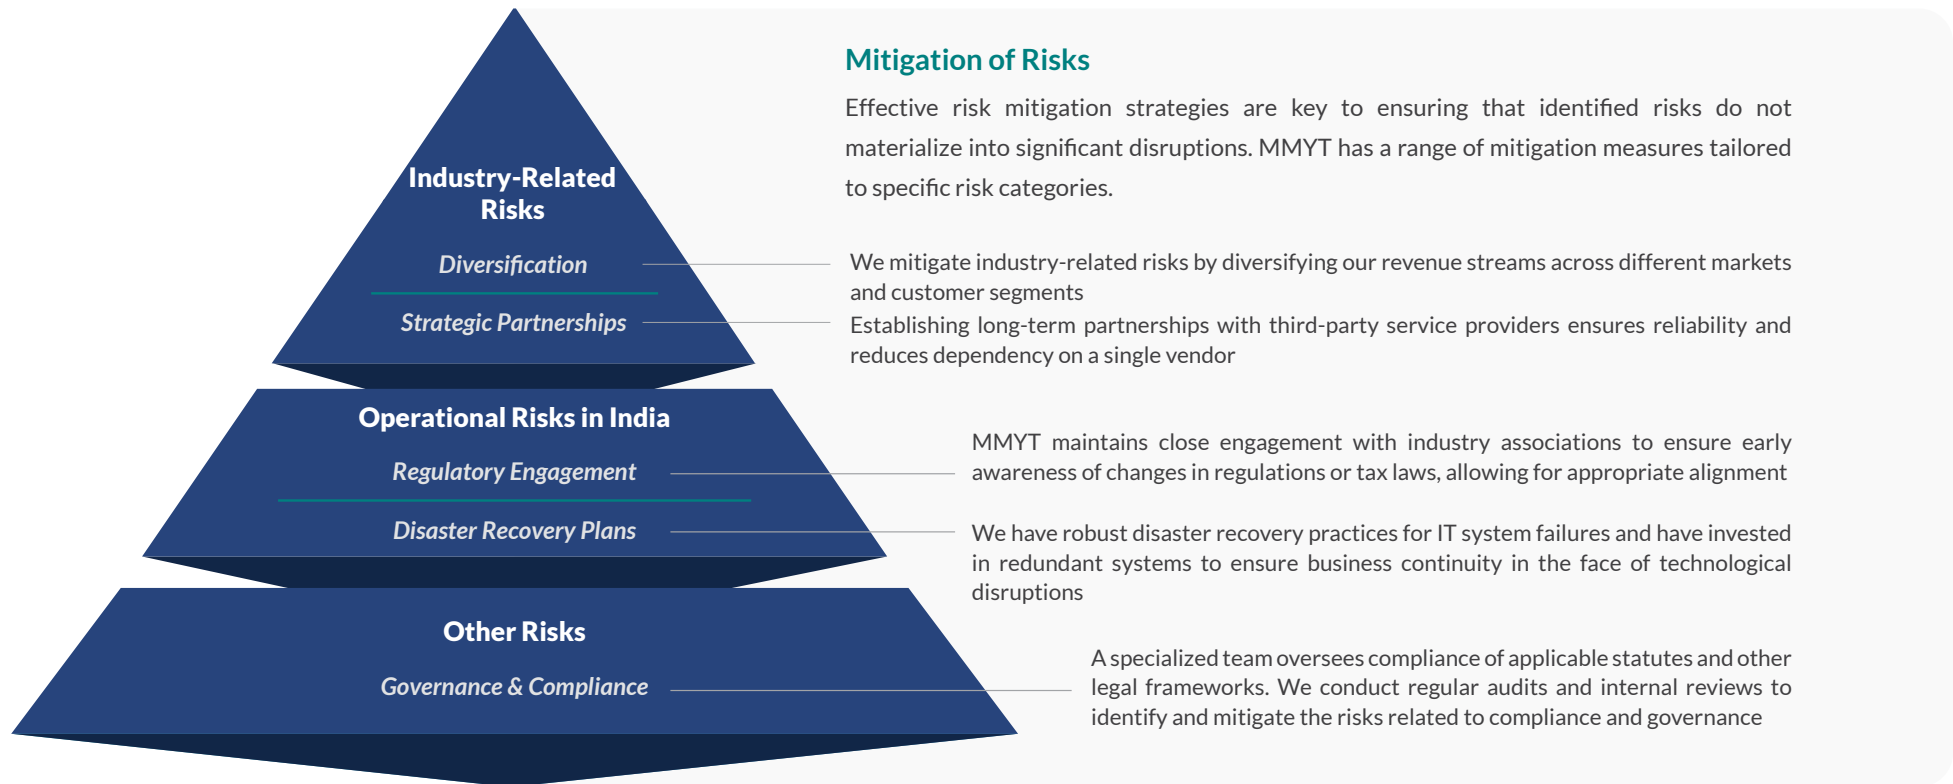 Mitigation of Risks
Effective risk mitigation strategies are key to ensuring that identified risks do not
materialize into significant disruptions. MMYT has a range of mitigation measures tailored
to specific risk categories.
Industry-Related
Risks
Diversification
We mitigate industry-related risks by diversifying our revenue streams across different markets
and customer segments
Strategic Partnerships
Establishing long-term partnerships with third-party service providers ensures reliability and
reduces dependency on a single vendor
Operational Risks in India
Regulatory Engagement
MMYT maintains close engagement with industry associations to ensure early
awareness of changes in regulations or tax laws, allowing for appropriate alignment
Disaster Recovery Plans
We have robust disaster recovery practices for IT system failures and have invested
in redundant systems to ensure business continuity in the face of technological
disruptions
Other Risks
Governance & Compliance
A specialized team oversees compliance of applicable statutes and other
legal frameworks. We conduct regular audits and internal reviews to
identify and mitigate the risks related to compliance and governance